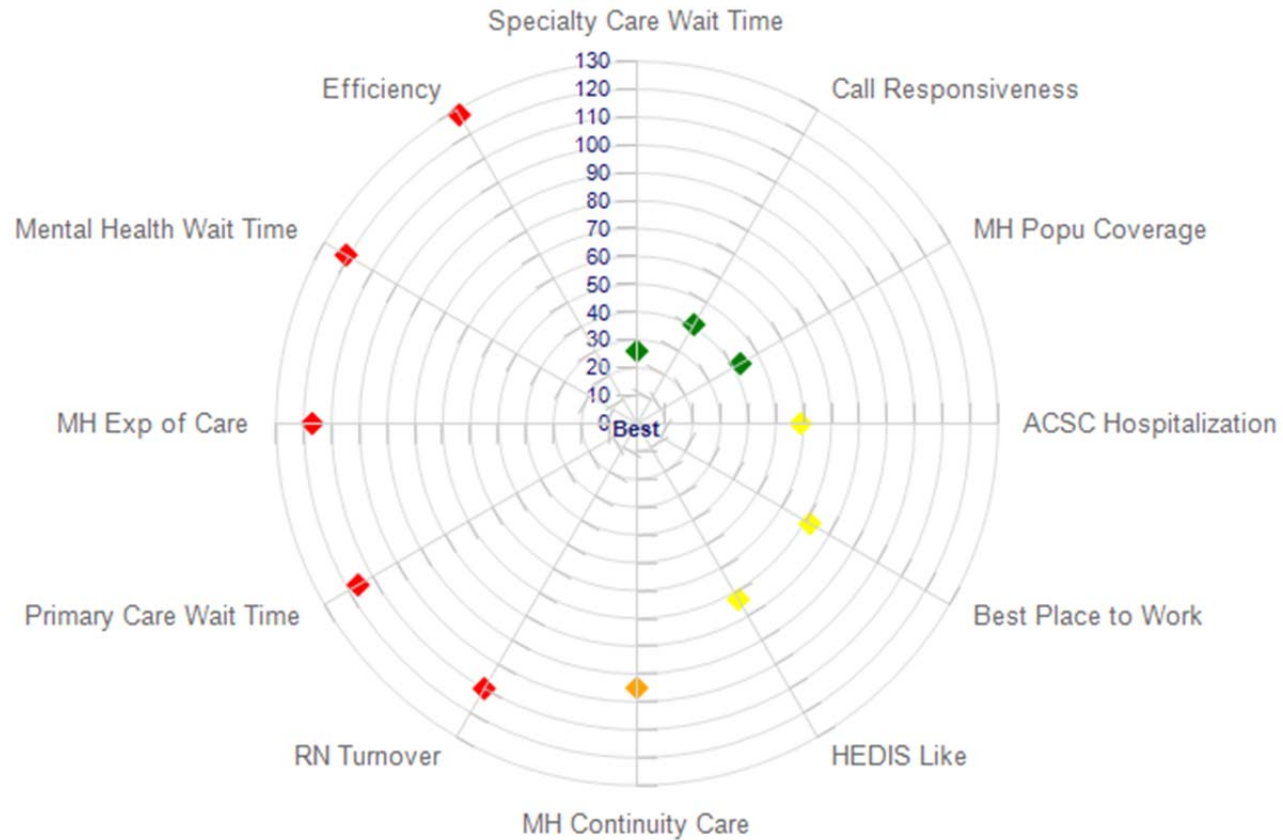 Specialty Care Wait Time
130
120
110
100
90
80
70
60
50
40
30
20
10
0
Best
Efficiency
Call Responsiveness
Mental Health Wait Time
MH Popu Coverage
MH Exp of Care
ACSC Hospitalization
Primary Care Wait Time
Best Place to Work
RN Turnover
HEDIS Like
MH Continuity Care